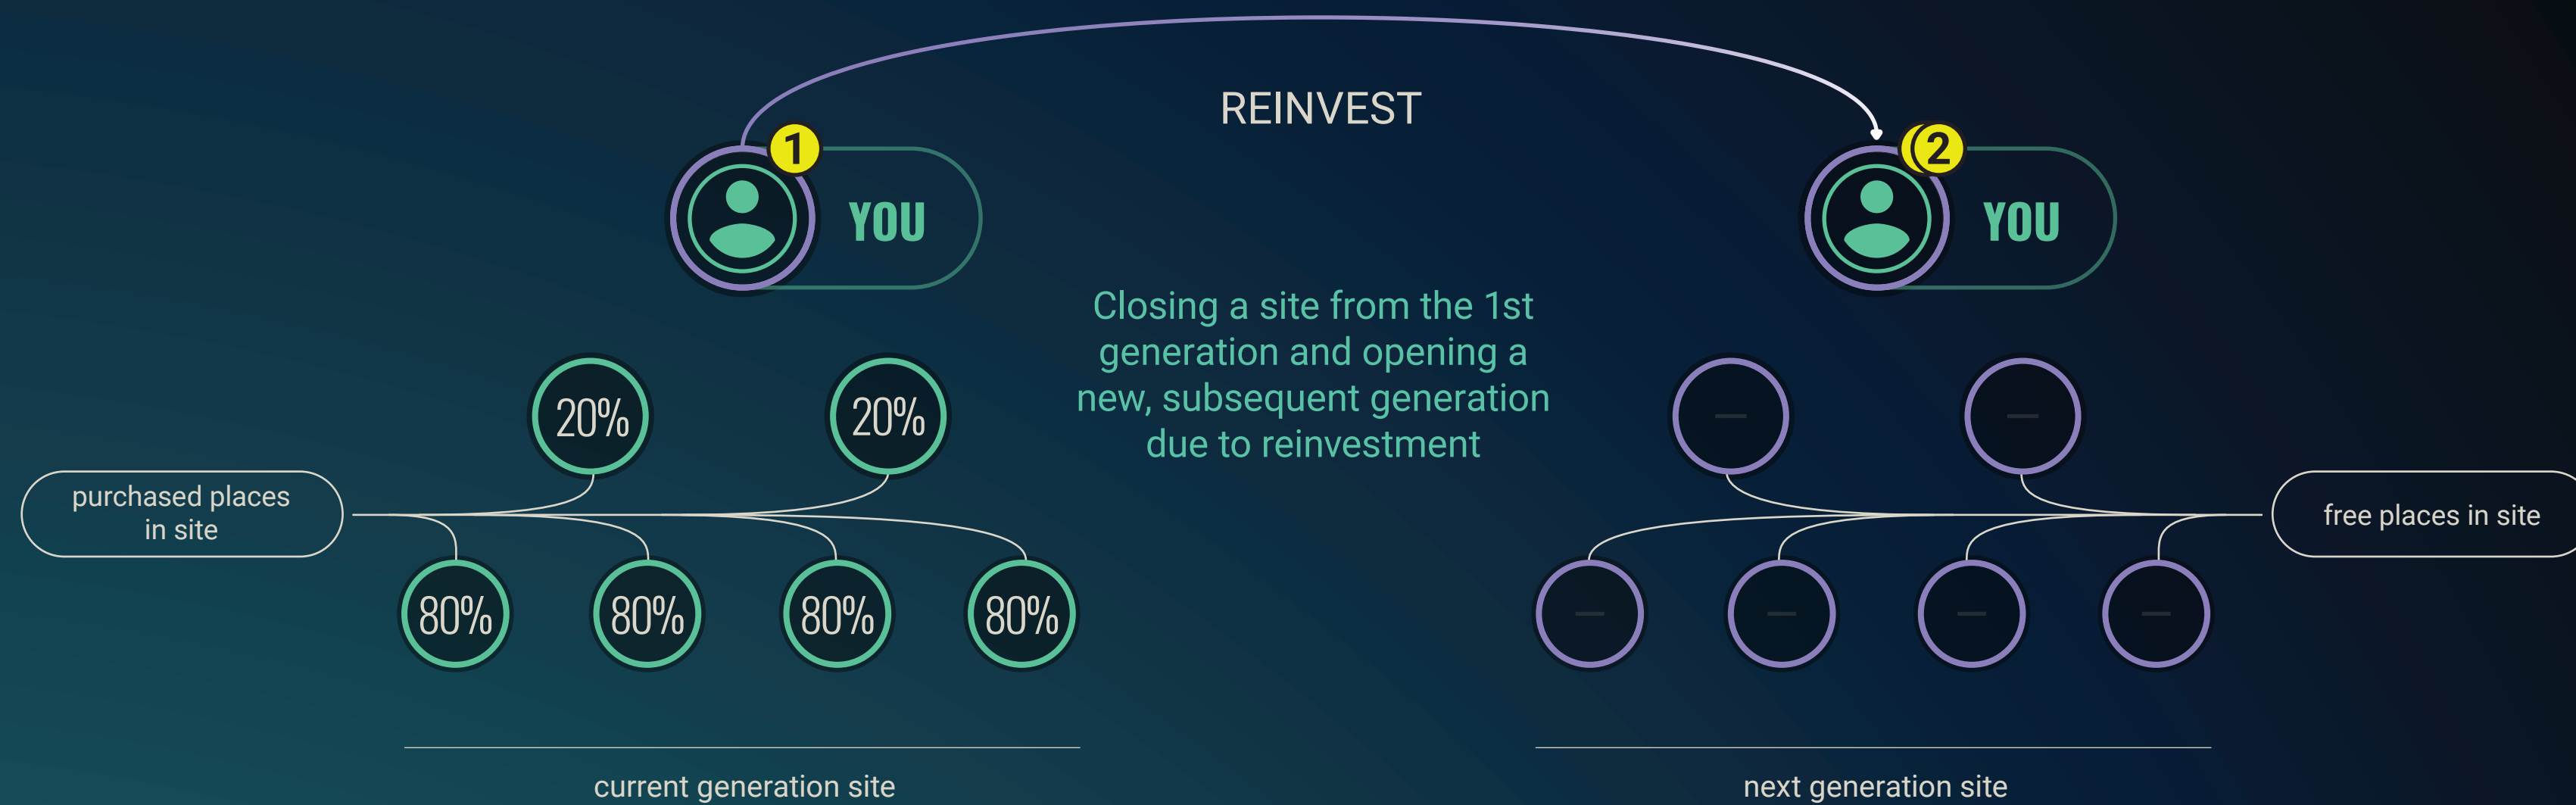 REINVEST
1
YOU
2
YOU
Closing a site from the 1st
generation and opening a
new, subsequent generation
due to reinvestment
20%
20%
purchased places
in site
free places in site
80%
80%
80%
80%
current generation site
next generation site